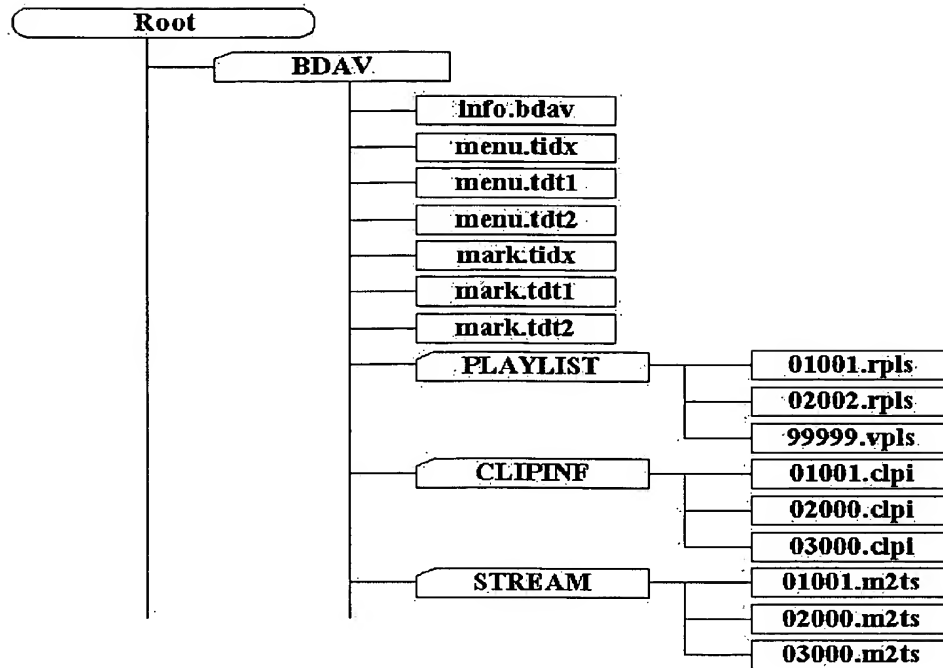 Root
BDAV
info.bdav
menu.tidx
menu.tdt1
menu.tdt2
mark.tidx
mark.tdt1
mark.tdt2
PLAYLIST
01001.rpls
02002.rpls
99999.vpls
CLIPINF
01001.clpi
02000.clpi
03000.clpi
STREAM
01001.m2ts
02000.m2ts
03000.m2ts